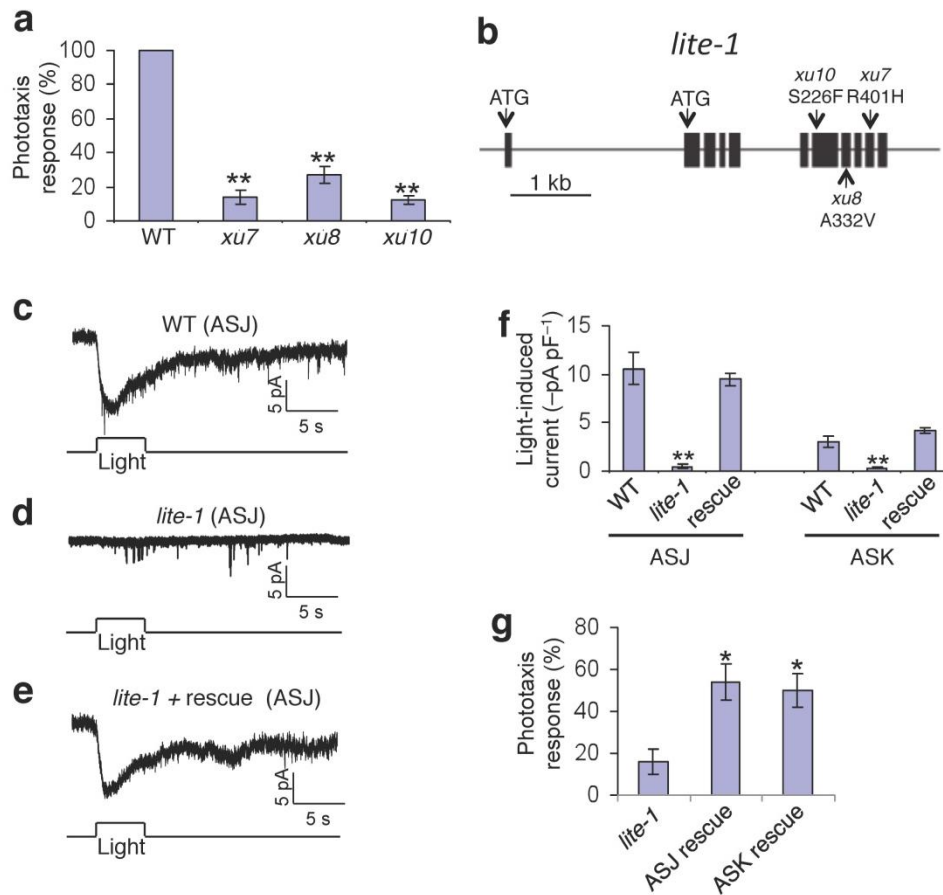 a
Phototaxis
response (%)
100
80
60
40
20
0
**
**
**
WT
xu7
xu8
xu10
b
lite-1
ATG
ATG
xu10
S226F
xu7
R401H
1 kb
xu8
A332V
c
WT (ASJ)
5 pA
5 s
Light
d
lite-1 (ASJ)
5 pA
5 s
Light
e
lite-1 + rescue (ASJ)
5 pA
5 s
Light
f
Light-induced
current (–pA pF⁻¹)
15
10
5
0
**
**
WT
lite-1
rescue
WT
lite-1
rescue
ASJ
ASK
g
Phototaxis
response (%)
80
60
40
20
0
*
*
lite-1
ASJ rescue
ASK rescue